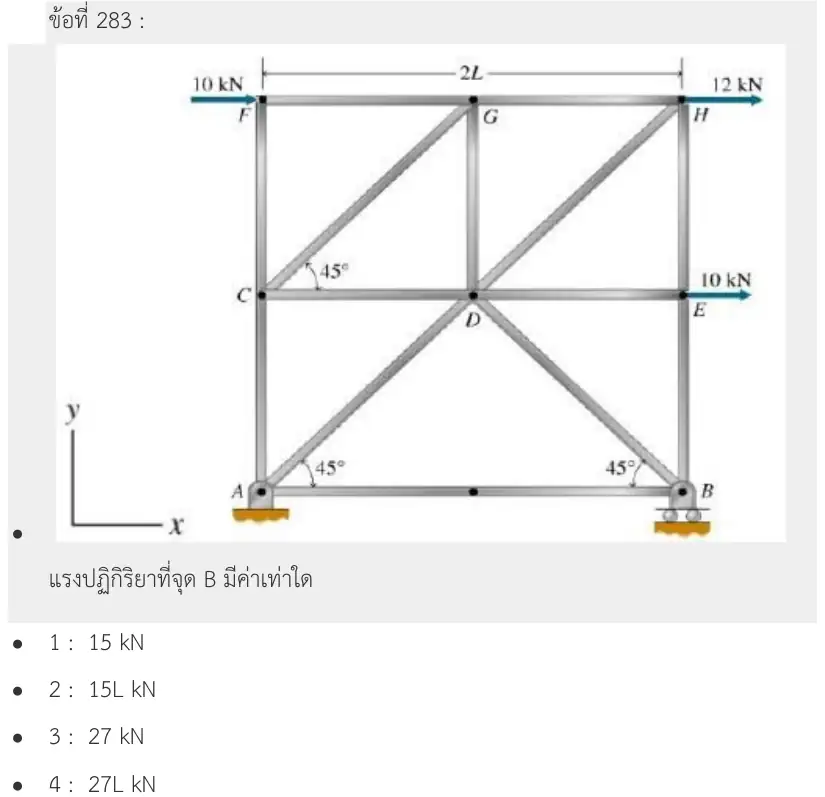 ข้อที่ 283 :
2L
10 kN
12 kN
F
G
H
45°
10 kN
C
E
D
y
45°
45°
A
B
x
แรงปฏิกิริยาที่จุด B มีค่าเท่าใด
1 : 15 kN
2 : 15L kN
3 : 27 kN
4 : 27L kN